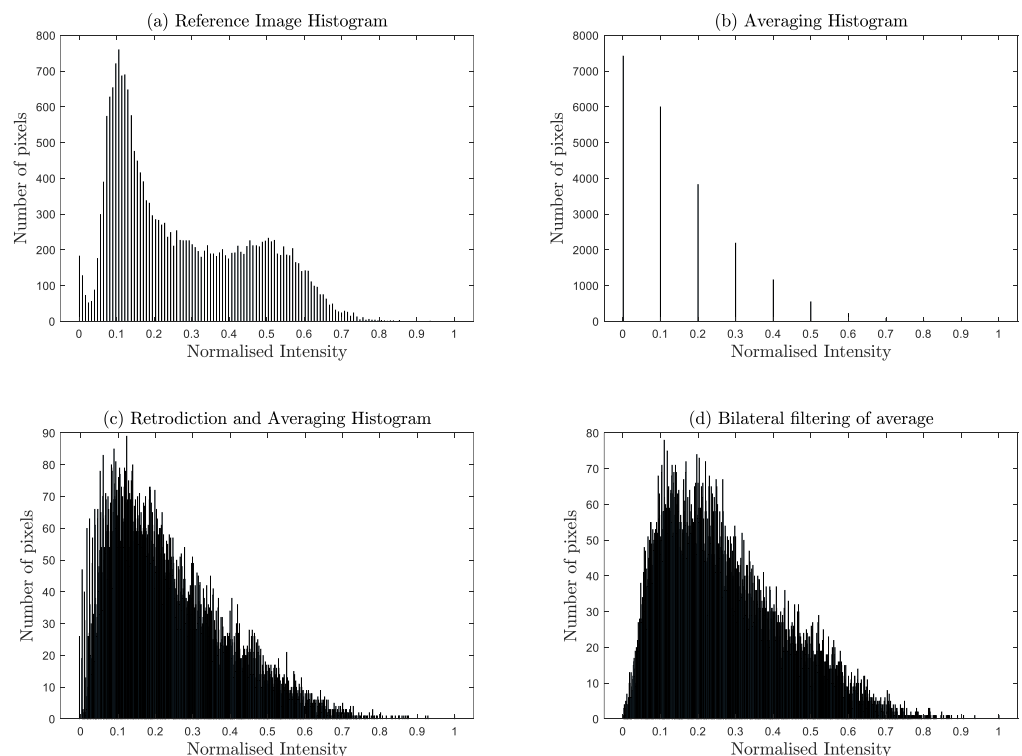 (a) Reference Image Histogram
800
700
600
500
400
300
200
100
0
Number of pixels
0 0.1 0.2 0.3 0.4 0.5 0.6 0.7 0.8 0.9 1
Normalised Intensity
(b) Averaging Histogram
8000
7000
6000
5000
4000
3000
2000
1000
0
Number of pixels
0 0.1 0.2 0.3 0.4 0.5 0.6 0.7 0.8 0.9 1
Normalised Intensity
(c) Retrodiction and Averaging Histogram
90
80
70
60
50
40
30
20
10
0
Number of pixels
0 0.1 0.2 0.3 0.4 0.5 0.6 0.7 0.8 0.9 1
Normalised Intensity
(d) Bilateral filtering of average
80
70
60
50
40
30
20
10
0
Number of pixels
0 0.1 0.2 0.3 0.4 0.5 0.6 0.7 0.8 0.9 1
Normalised Intensity